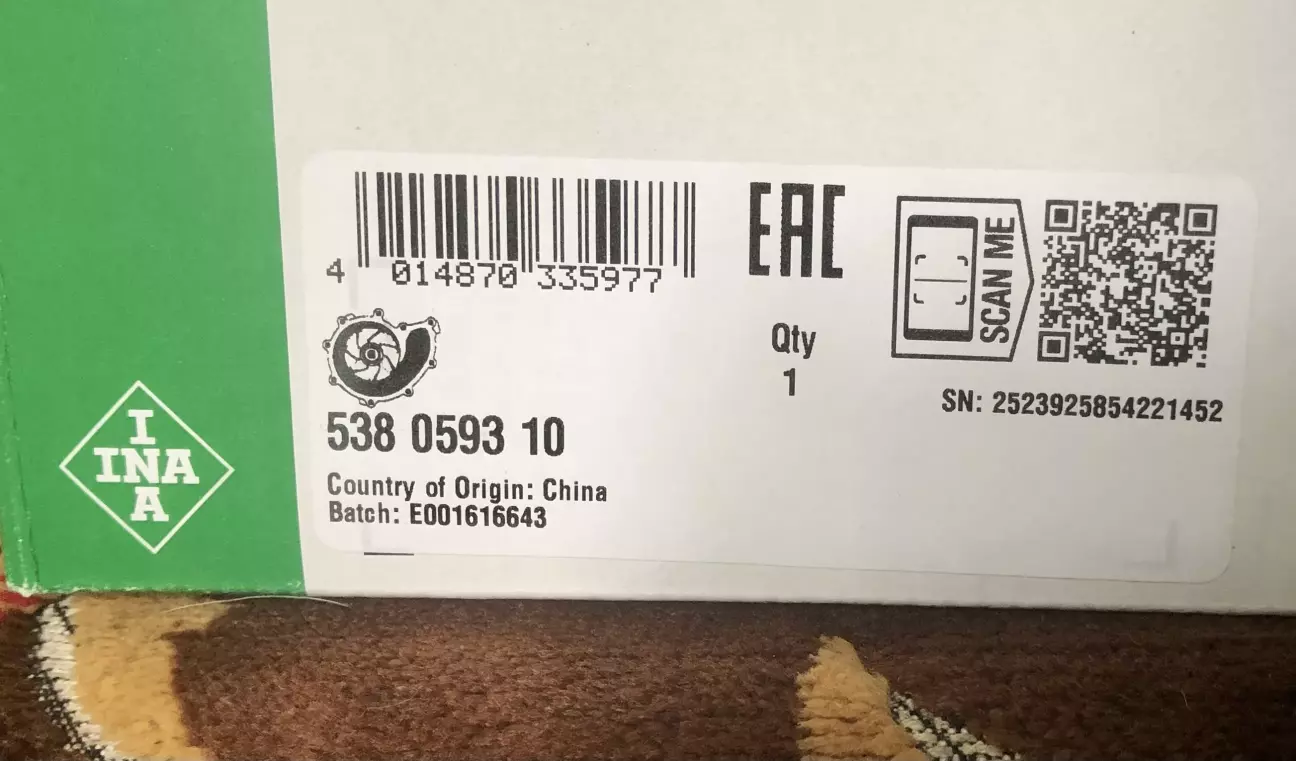 I
INA
A
4 014870 335977
EAC
Qty
1
SCAN ME
SN: 2523925854221452
538 0593 10
Country of Origin: China
Batch: E001616643